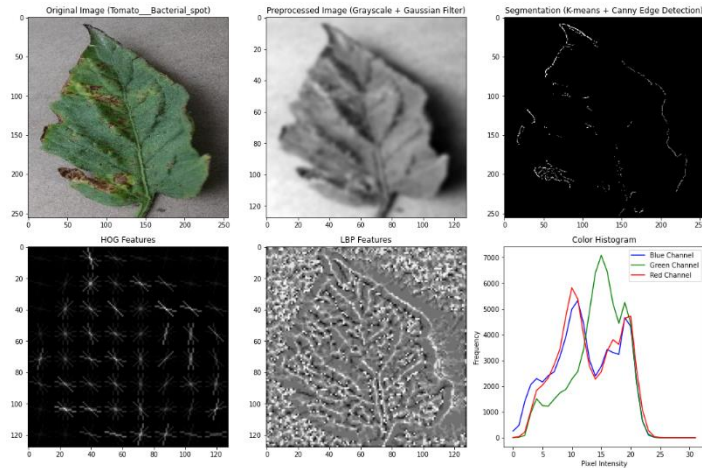 Original Image (Tomato___Bacterial_spot)
Preprocessed Image (Grayscale + Gaussian Filter)
Segmentation (K-means + Canny Edge Detection)
0
50
100
150
200
250
0 50 100 150 200 250
0
20
40
60
80
100
120
0 20 40 60 80 100 120
0
50
100
150
200
250
0 50 100 150 200 250
HOG Features
LBP Features
Color Histogram
0
20
40
60
80
100
120
0 20 40 60 80 100 120
0
20
40
60
80
100
120
0 20 40 60 80 100 120
Blue Channel
Green Channel
Red Channel
Frequency
7000
6000
5000
4000
3000
2000
1000
0
0 5 10 15 20 25 30
Pixel Intensity